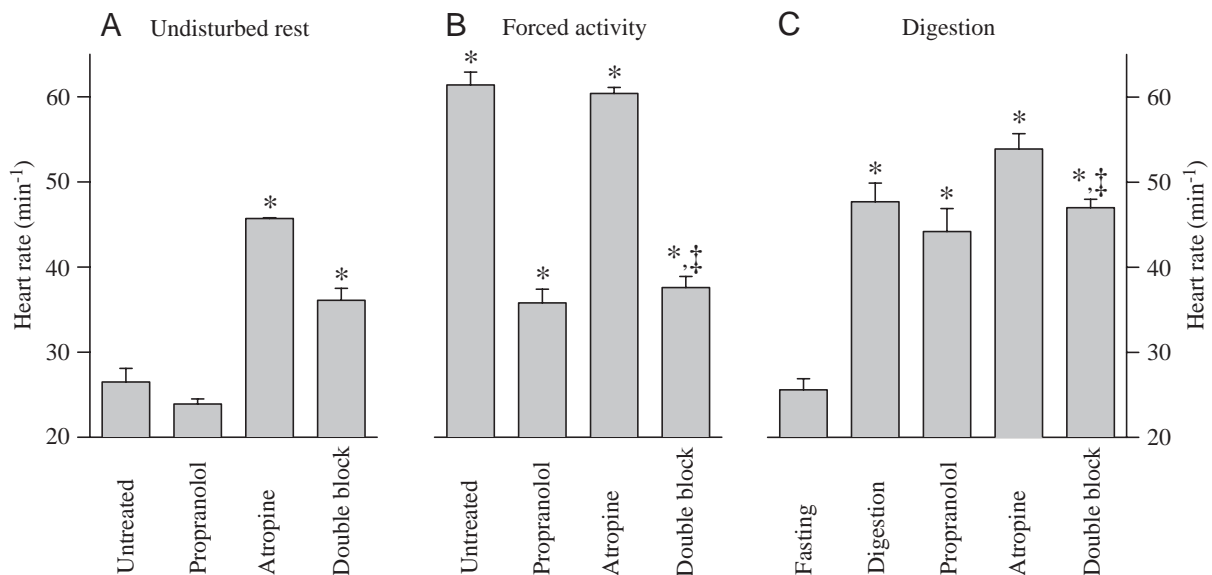 A Undisturbed rest
B Forced activity
C Digestion
Heart rate (min⁻¹)
60
50
40
30
20
*
*
*
*
*
*,‡
*
*
*
*,‡
60
50
40
30
20
Heart rate (min⁻¹)
Untreated
Propranolol
Atropine
Double block
Untreated
Propranolol
Atropine
Double block
Fasting
Digestion
Propranolol
Atropine
Double block